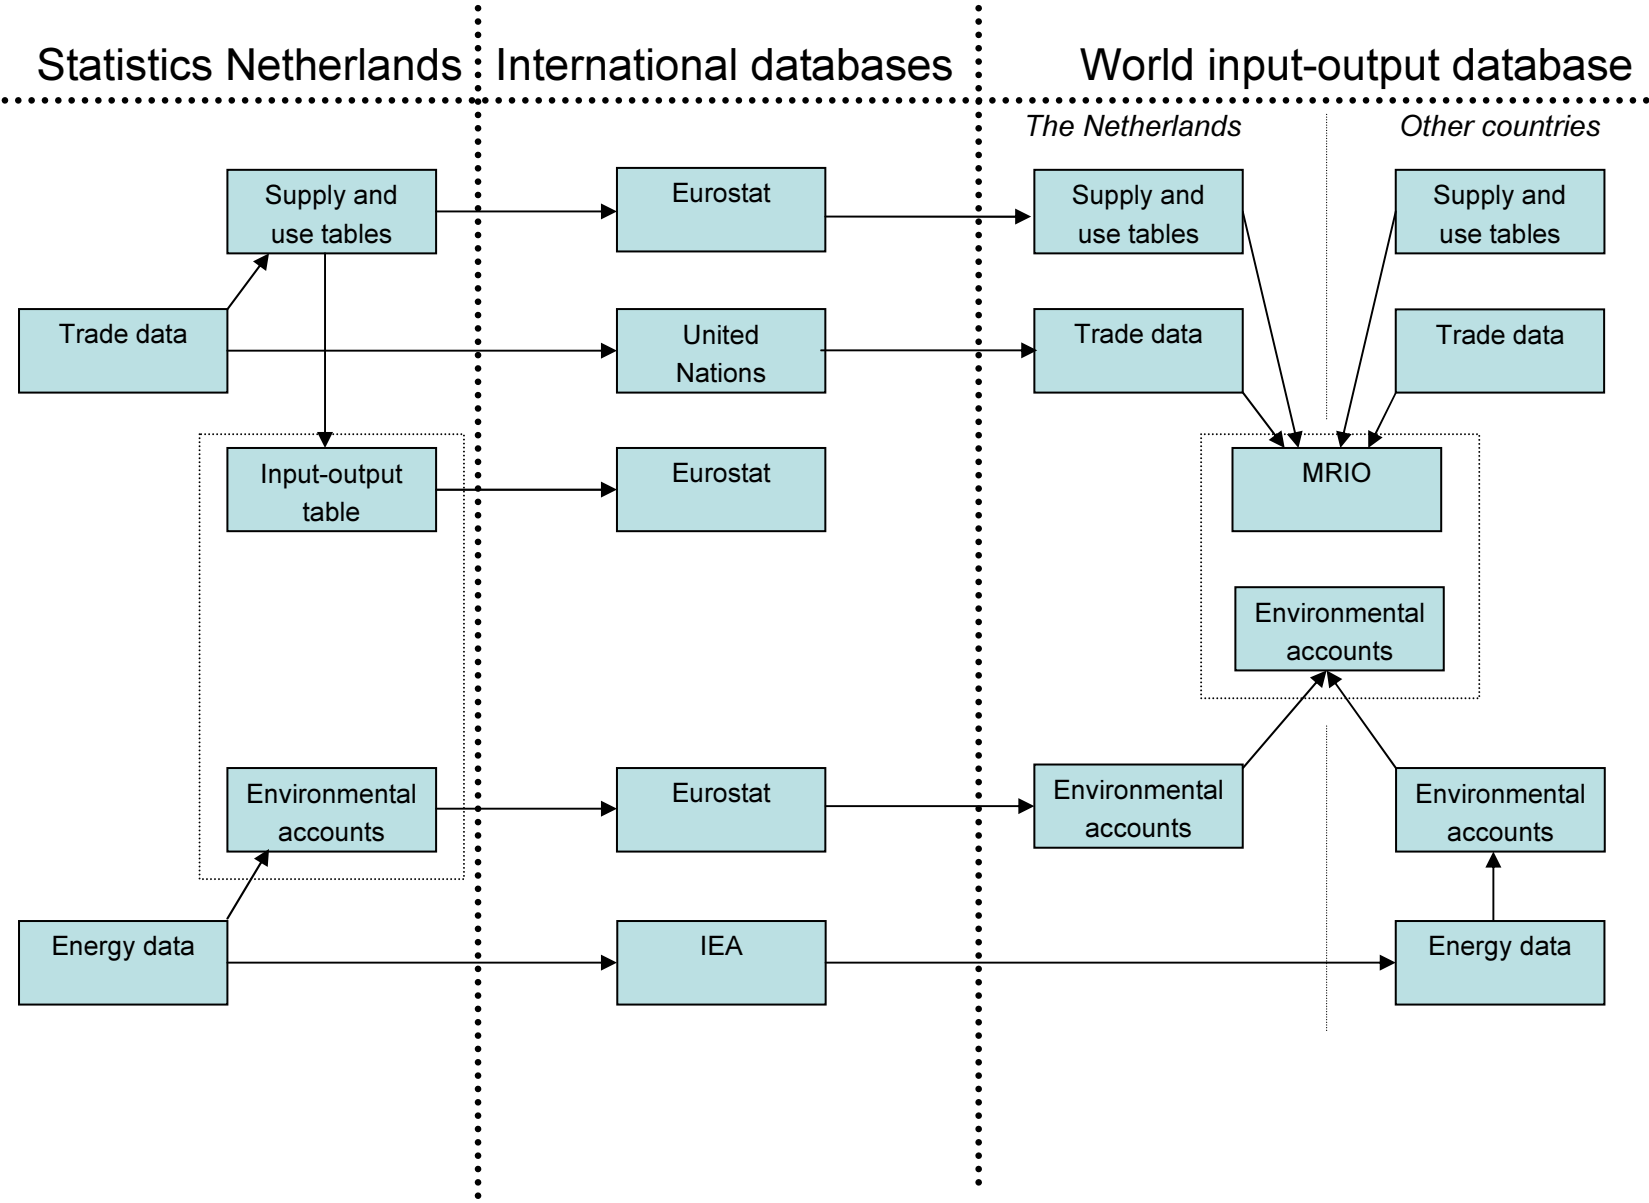 Statistics Netherlands
International databases
World input-output database
The Netherlands
Other countries
Supply and
use tables
Eurostat
Supply and
use tables
Supply and
use tables
Trade data
United
Nations
Trade data
Trade data
Input-output
table
Eurostat
MRIO
Environmental
accounts
Environmental
accounts
Eurostat
Environmental
accounts
Environmental
accounts
Energy data
IEA
Energy data